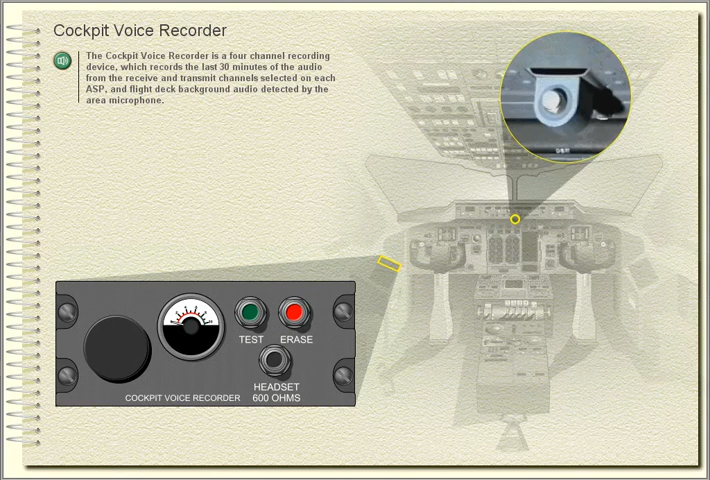 Cockpit Voice Recorder
The Cockpit Voice Recorder is a four channel recording
device, which records the last 30 minutes of the audio
from the receive and transmit channels selected on each
ASP, and flight deck background audio detected by the
area microphone.
TEST ERASE
HEADSET
COCKPIT VOICE RECORDER 600 OHMS